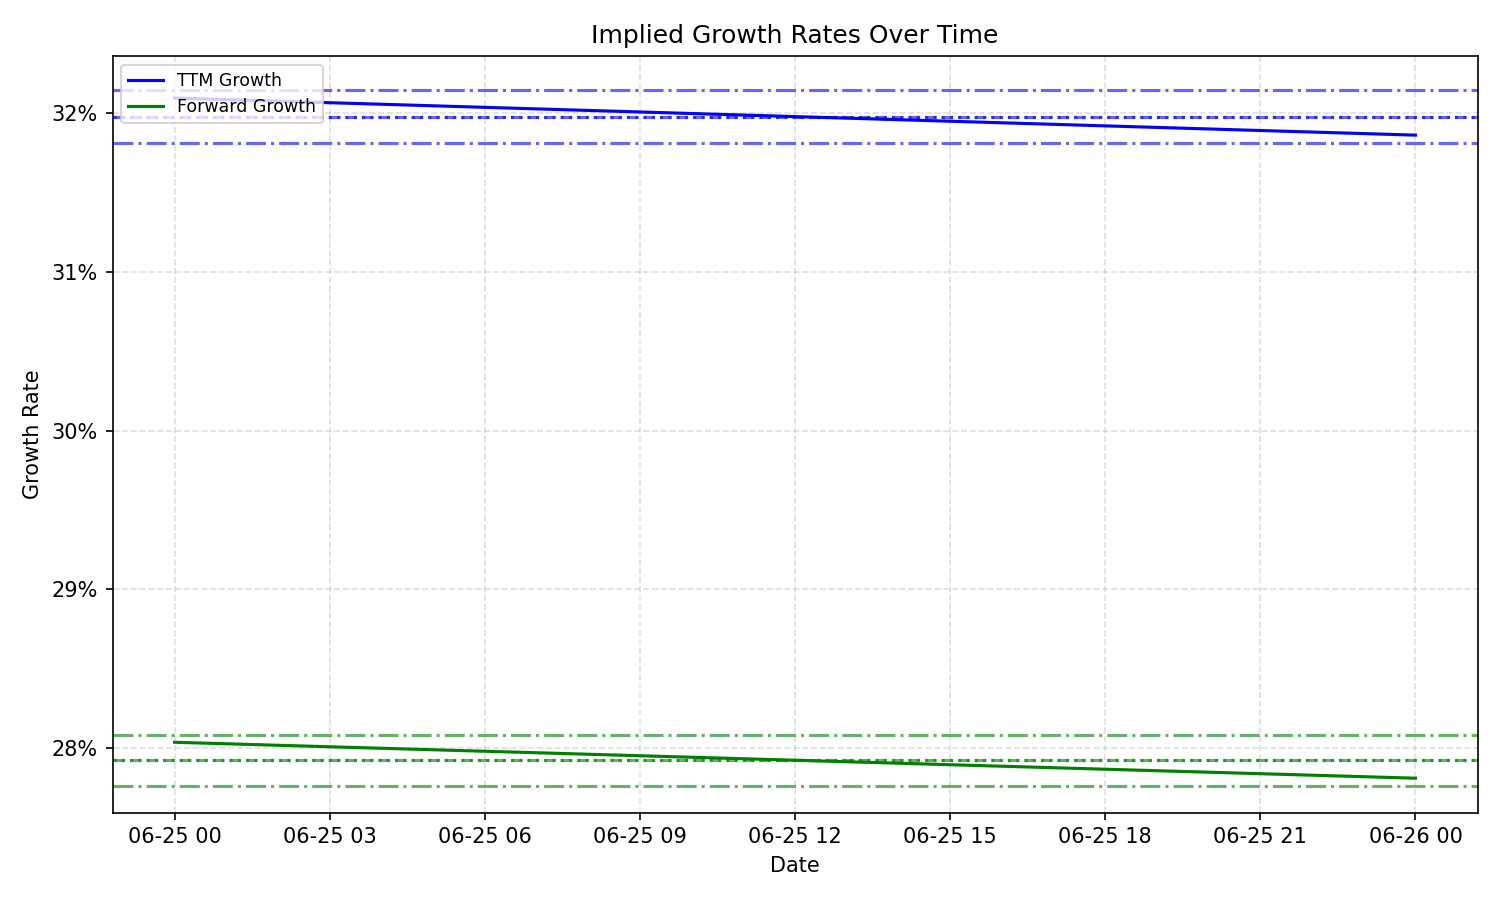 Implied Growth Rates Over Time
TTM Growth
Forward Growth
32%
31%
30%
29%
28%
Growth Rate
06-25 00 06-25 03 06-25 06 06-25 09 06-25 12 06-25 15 06-25 18 06-25 21 06-26 00
Date